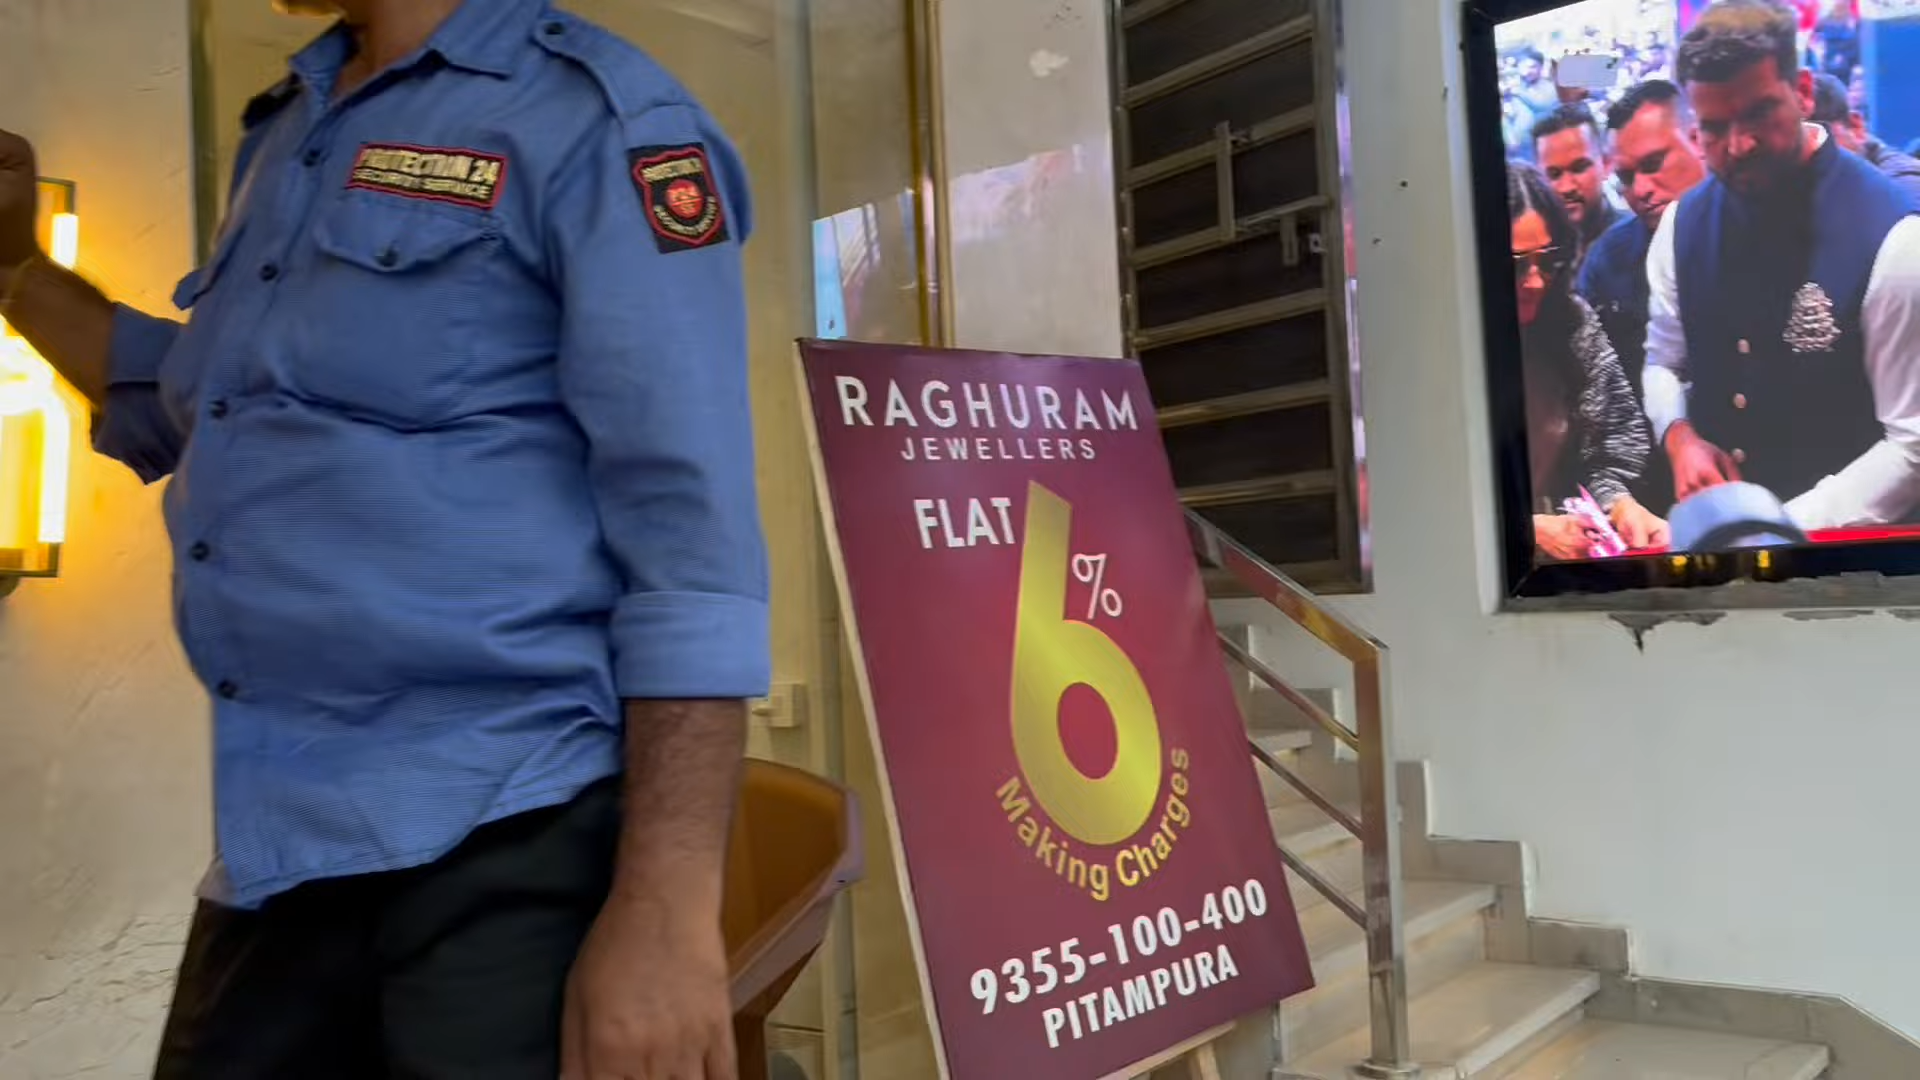 PROTECTION 24
SECURITY SERVICE
RAGHURAM
JEWELLERS
FLAT
6%
Making Charges
9355-100-400
PITAMPURA